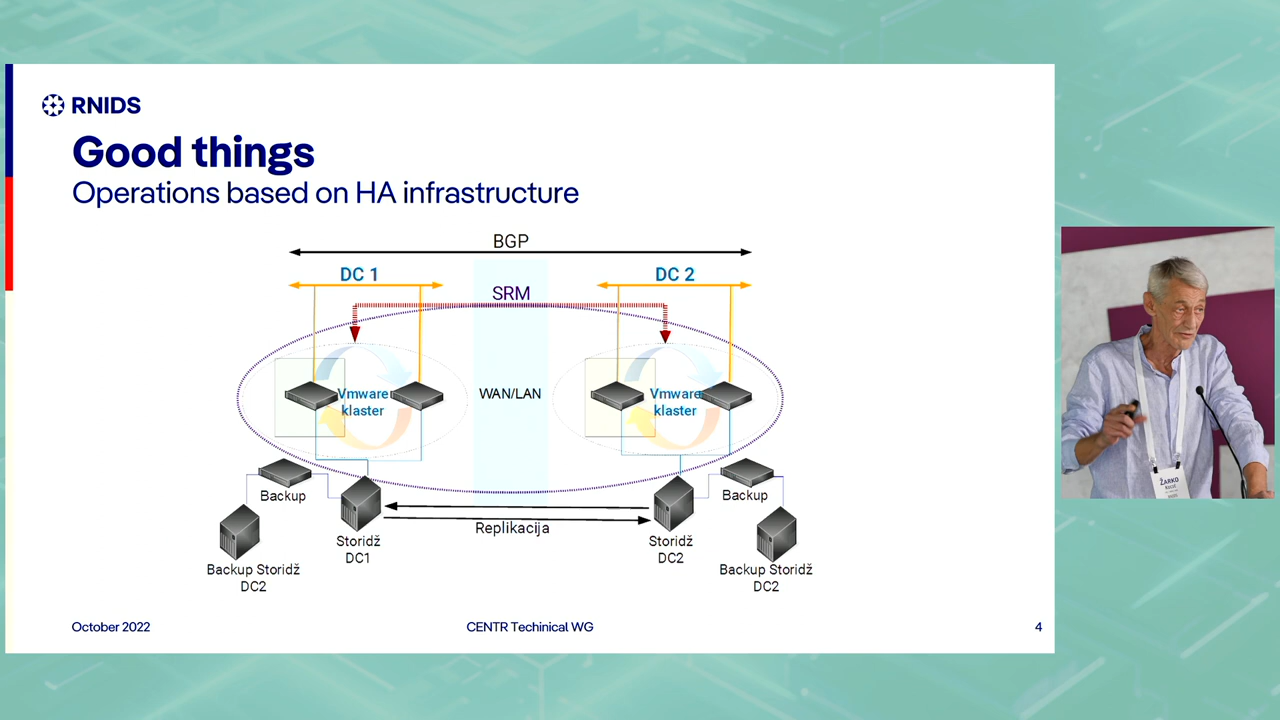 RNIDS
Good things
Operations based on HA infrastructure
BGP
DC 1
DC 2
SRM
Vmware
klaster
WAN/LAN
Vmware
klaster
Backup
Backup
Storidž
DC1
Replikacija
Storidž
DC2
Backup Storidž
DC2
Backup Storidž
DC2
October 2022
CENTR Techinical WG
4
ŽARKO